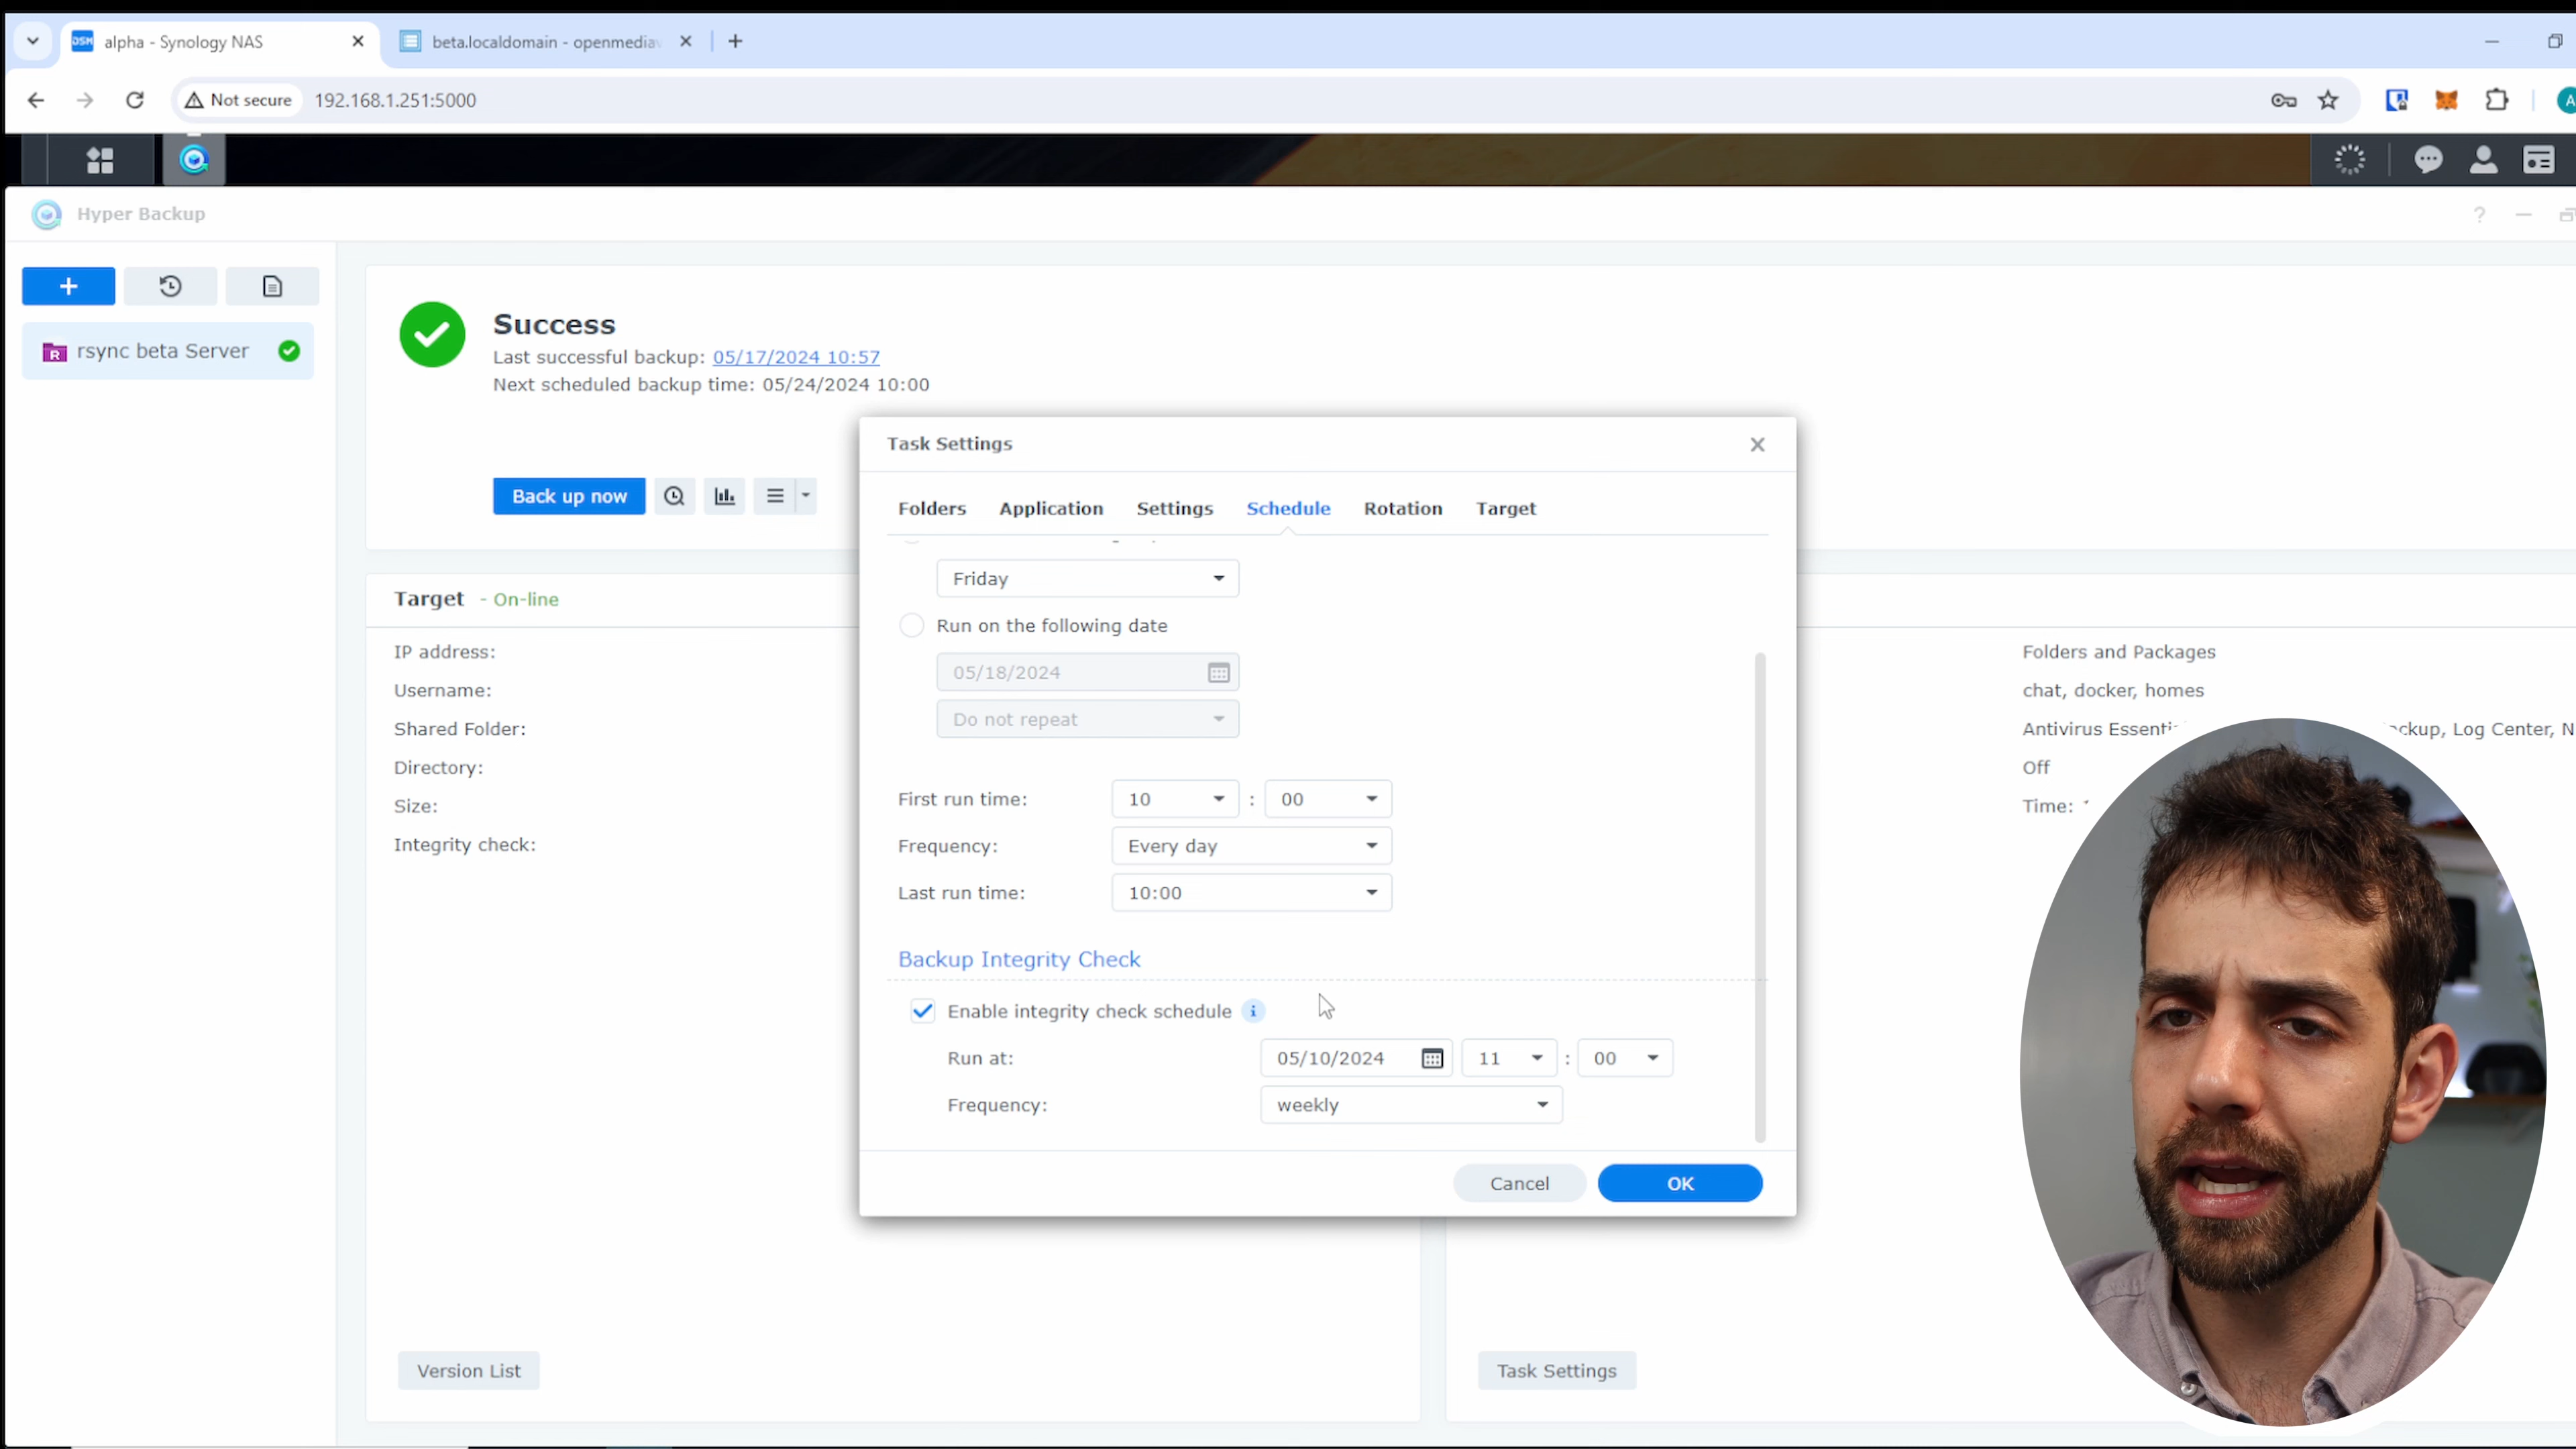 alpha - Synology NAS
beta.localdomain - openmediav
Not secure
192.168.1.251:5000
Hyper Backup
rsync beta Server
Success
Last successful backup: 05/17/2024 10:57
Next scheduled backup time: 05/24/2024 10:00
Back up now
Target - On-line
IP address:
Username:
Shared Folder:
Directory:
Size:
Integrity check:
Version List
Task Settings
Folders
Application
Settings
Schedule
Rotation
Target
Friday
Run on the following date
05/18/2024
Do not repeat
First run time: 10 : 00
Frequency: Every day
Last run time: 10:00
Backup Integrity Check
Enable integrity check schedule
Run at: 05/10/2024 11 : 00
Frequency: weekly
Cancel
OK
Folders and Packages
chat, docker, homes
Antivirus Log Center, N
Off
Time:
Task Settings